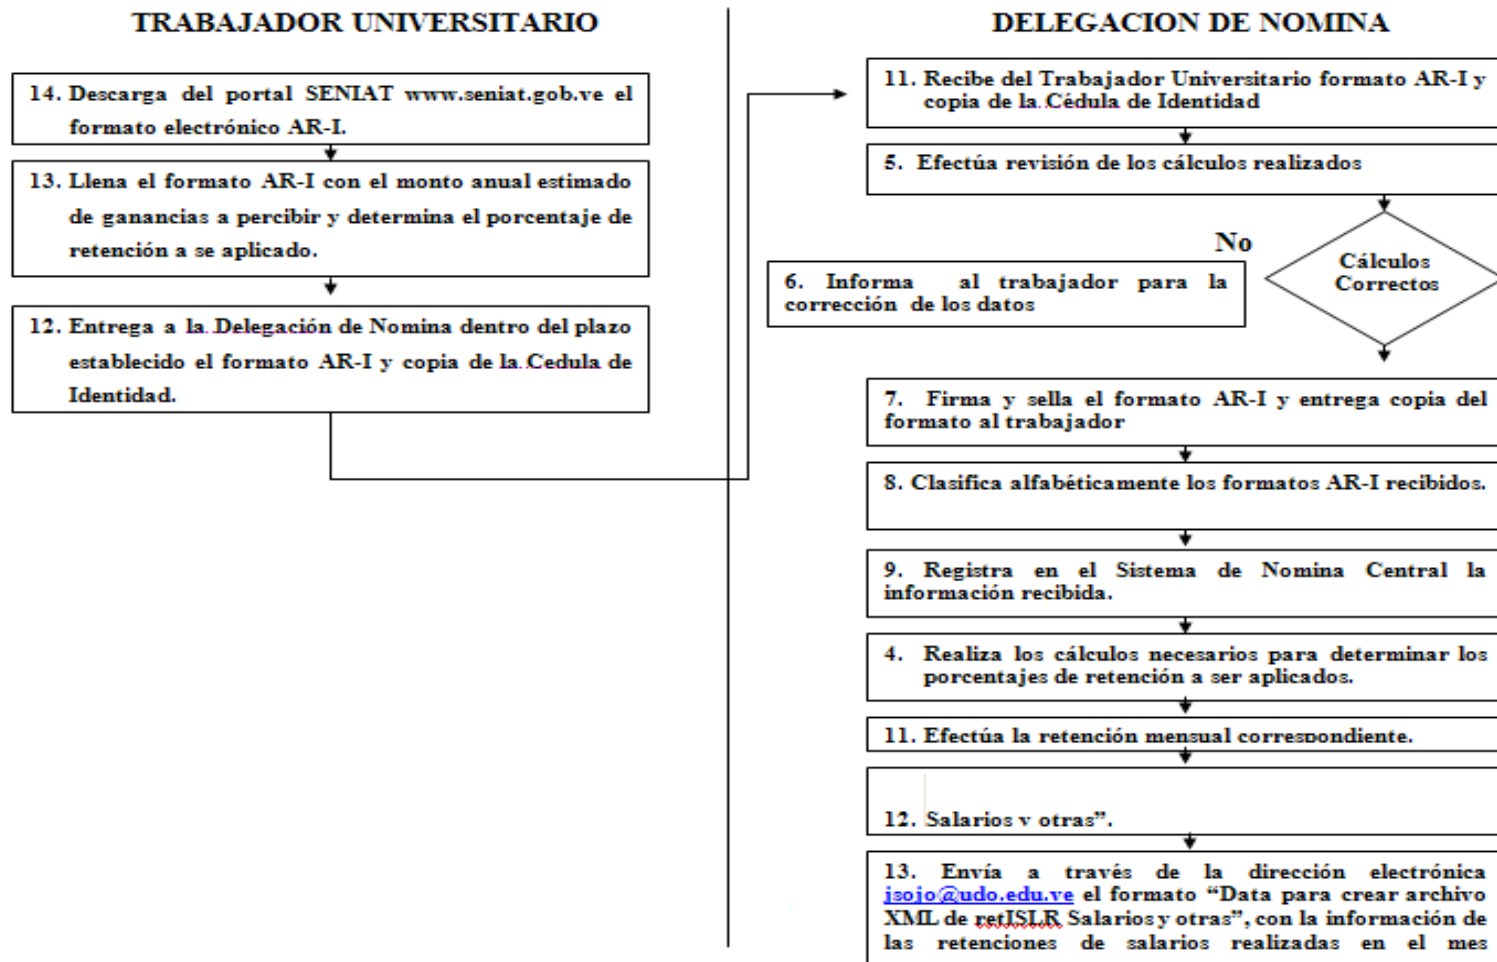 TRABAJADOR UNIVERSITARIO
14. Descarga del portal SENIAT www.seniat.gob.ve el
formato electrónico AR-I.
13. Llena el formato AR-I con el monto anual estimado
de ganancias a percibir y determina el porcentaje de
retención a se aplicado.
12. Entrega a la Delegación de Nomina dentro del plazo
establecido el formato AR-I y copia de la Cedula de
Identidad.
DELEGACION DE NOMINA
11. Recibe del Trabajador Universitario formato AR-I y
copia de la Cédula de Identidad
5. Efectúa revisión de los cálculos realizados
Cálculos
Correctos
No
6. Informa al trabajador para la
corrección de los datos
7. Firma y sella el formato AR-I y entrega copia del
formato al trabajador
8. Clasifica alfabéticamente los formatos AR-I recibidos.
9. Registra en el Sistema de Nomina Central la
información recibida.
4. Realiza los cálculos necesarios para determinar los
porcentajes de retención a ser aplicados.
11. Efectúa la retención mensual correspondiente.
12. Salarios y otras”.
13. Envía a través de la dirección electrónica
jsojo@udo.edu.ve el formato “Data para crear archivo
XML de retISLR Salarios y otras”, con la información de
las retenciones de salarios realizadas en el mes